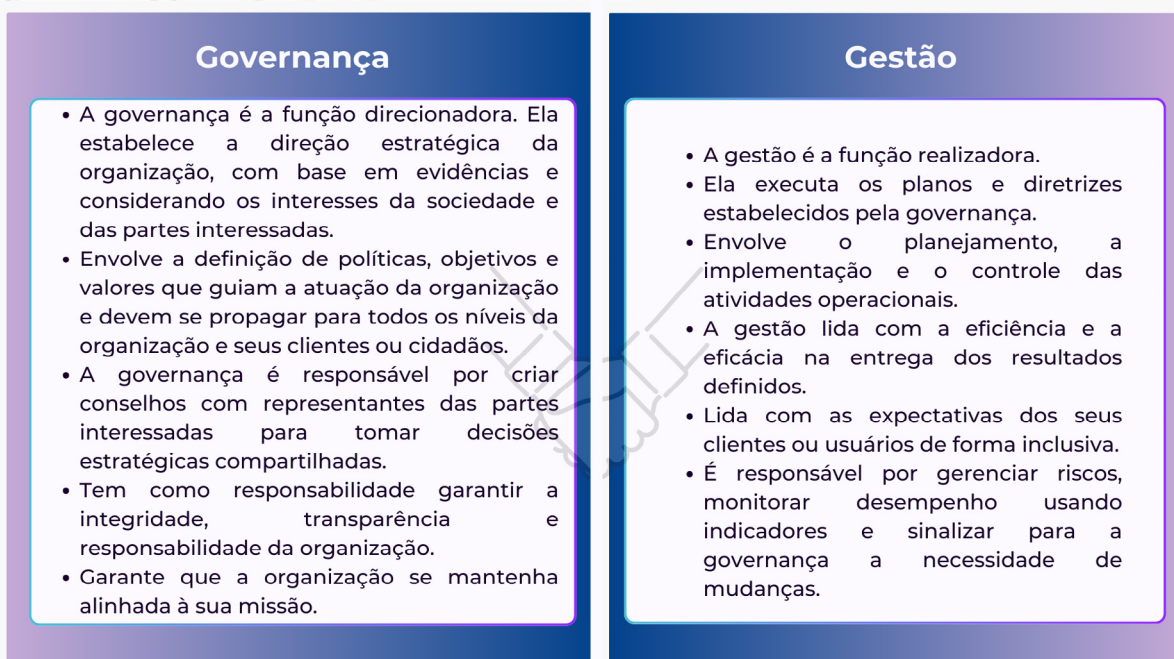 Governança
• A governança é a função direcionadora. Ela
estabelece a direção estratégica da
organização, com base em evidências e
considerando os interesses da sociedade e
das partes interessadas.
• Envolve a definição de políticas, objetivos e
valores que guiam a atuação da organização
e devem se propagar para todos os níveis da
organização e seus clientes ou cidadãos.
• A governança é responsável por criar
conselhos com representantes das partes
interessadas para tomar decisões
estratégicas compartilhadas.
• Tem como responsabilidade garantir a
integridade, transparência e
responsabilidade da organização.
• Garante que a organização se mantenha
alinhada à sua missão.
Gestão
• A gestão é a função realizadora.
• Ela executa os planos e diretrizes
estabelecidos pela governança.
• Envolve o planejamento, a
implementação e o controle das
atividades operacionais.
• A gestão lida com a eficiência e a
eficácia na entrega dos resultados
definidos.
• Lida com as expectativas dos seus
clientes ou usuários de forma inclusiva.
• É responsável por gerenciar riscos,
monitorar desempenho usando
indicadores e sinalizar para a
governança a necessidade de
mudanças.